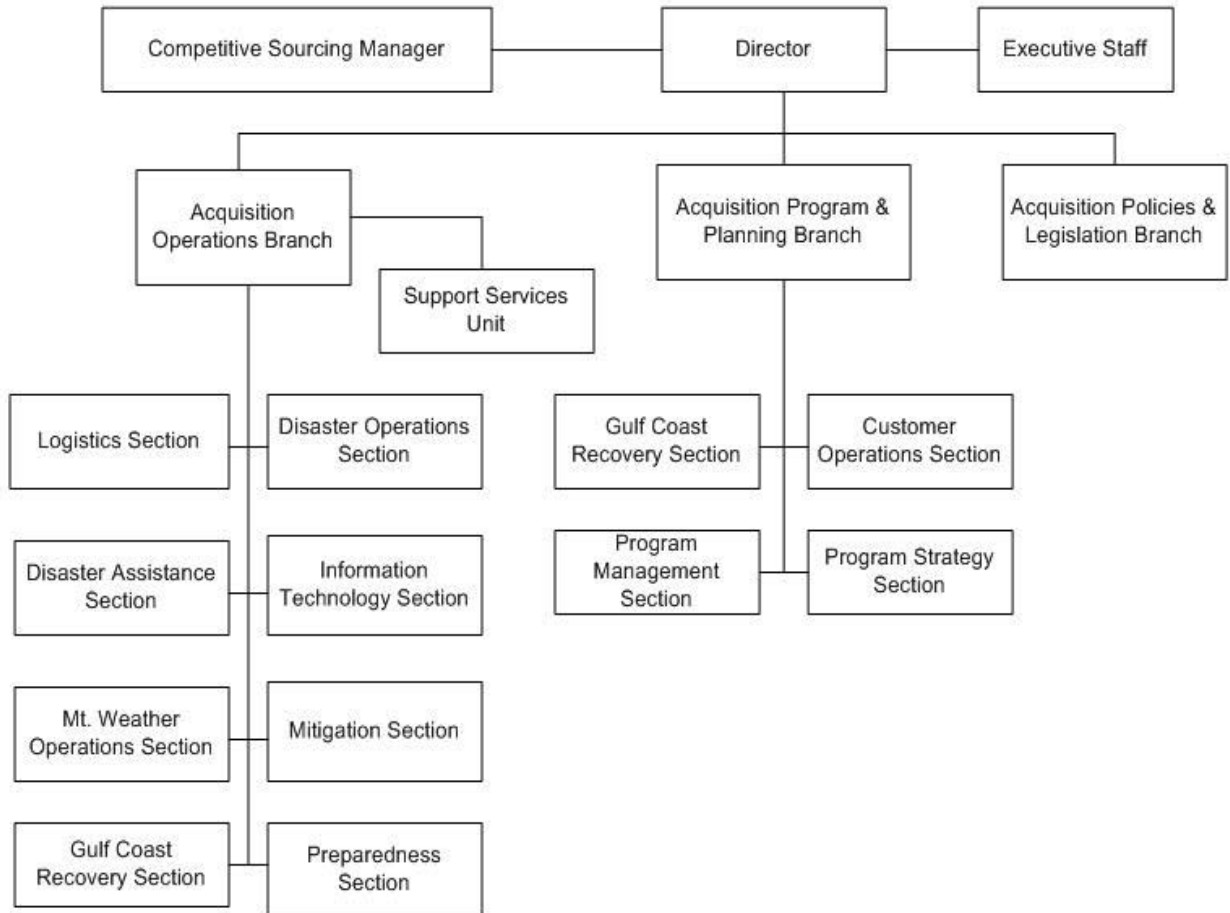 Competitive Sourcing Manager
Director
Executive Staff
Acquisition
Operations Branch
Acquisition Program &
Planning Branch
Acquisition Policies &
Legislation Branch
Support Services
Unit
Logistics Section
Disaster Operations
Section
Gulf Coast
Recovery Section
Customer
Operations Section
Disaster Assistance
Section
Information
Technology Section
Program
Management
Section
Program Strategy
Section
Mt. Weather
Operations Section
Mitigation Section
Gulf Coast
Recovery Section
Preparedness
Section